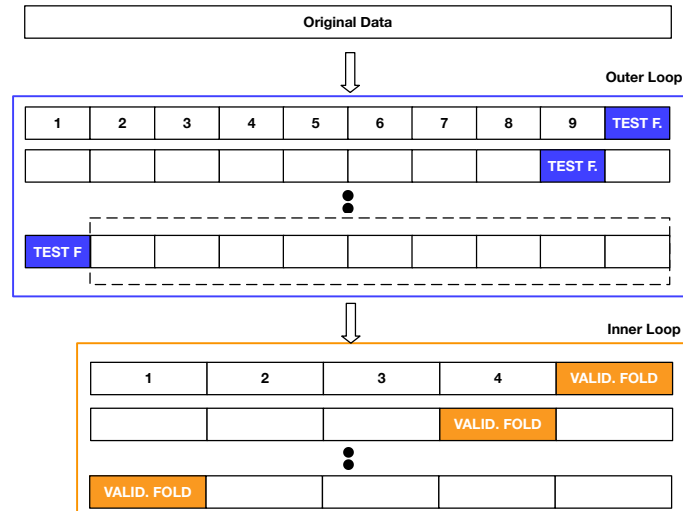 Original Data
Outer Loop
1 2 3 4 5 6 7 8 9 TEST F.
TEST F.
TEST F
Inner Loop
1 2 3 4 VALID. FOLD
VALID. FOLD
VALID. FOLD